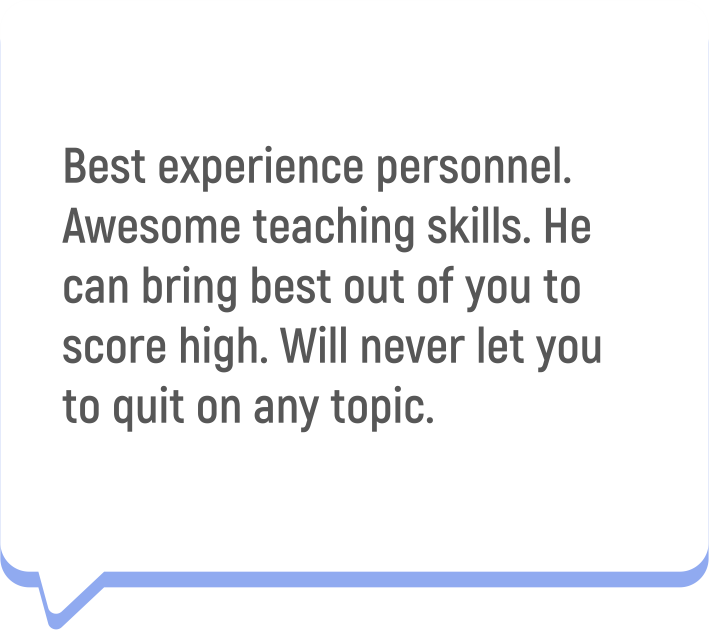 Best experience personnel.
Awesome teaching skills. He
can bring best out of you to
score high. Will never let you
to quit on any topic.